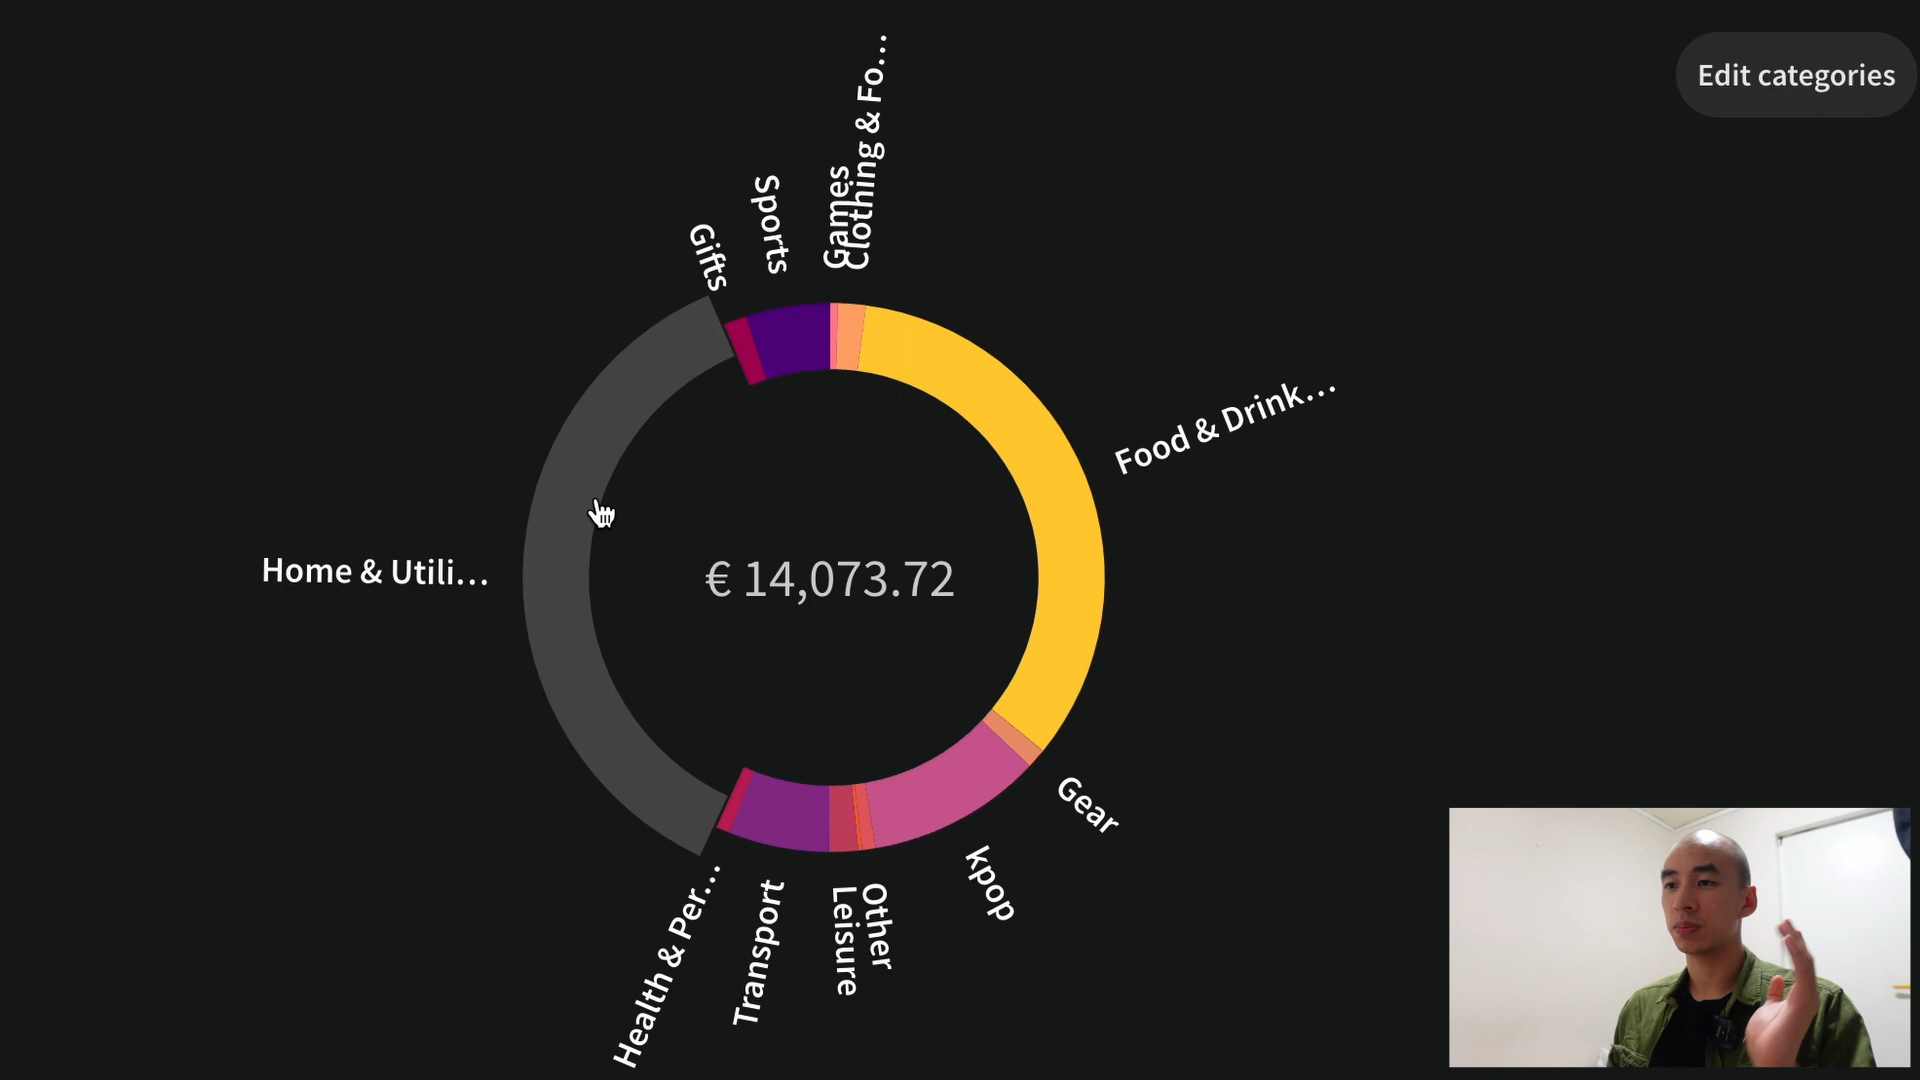 Edit categories
Clothing & Fo...
Games
Sports
Gifts
Food & Drink...
Home & Utili...
€ 14,073.72
Gear
kpop
Other
Leisure
Transport
Health & Per...